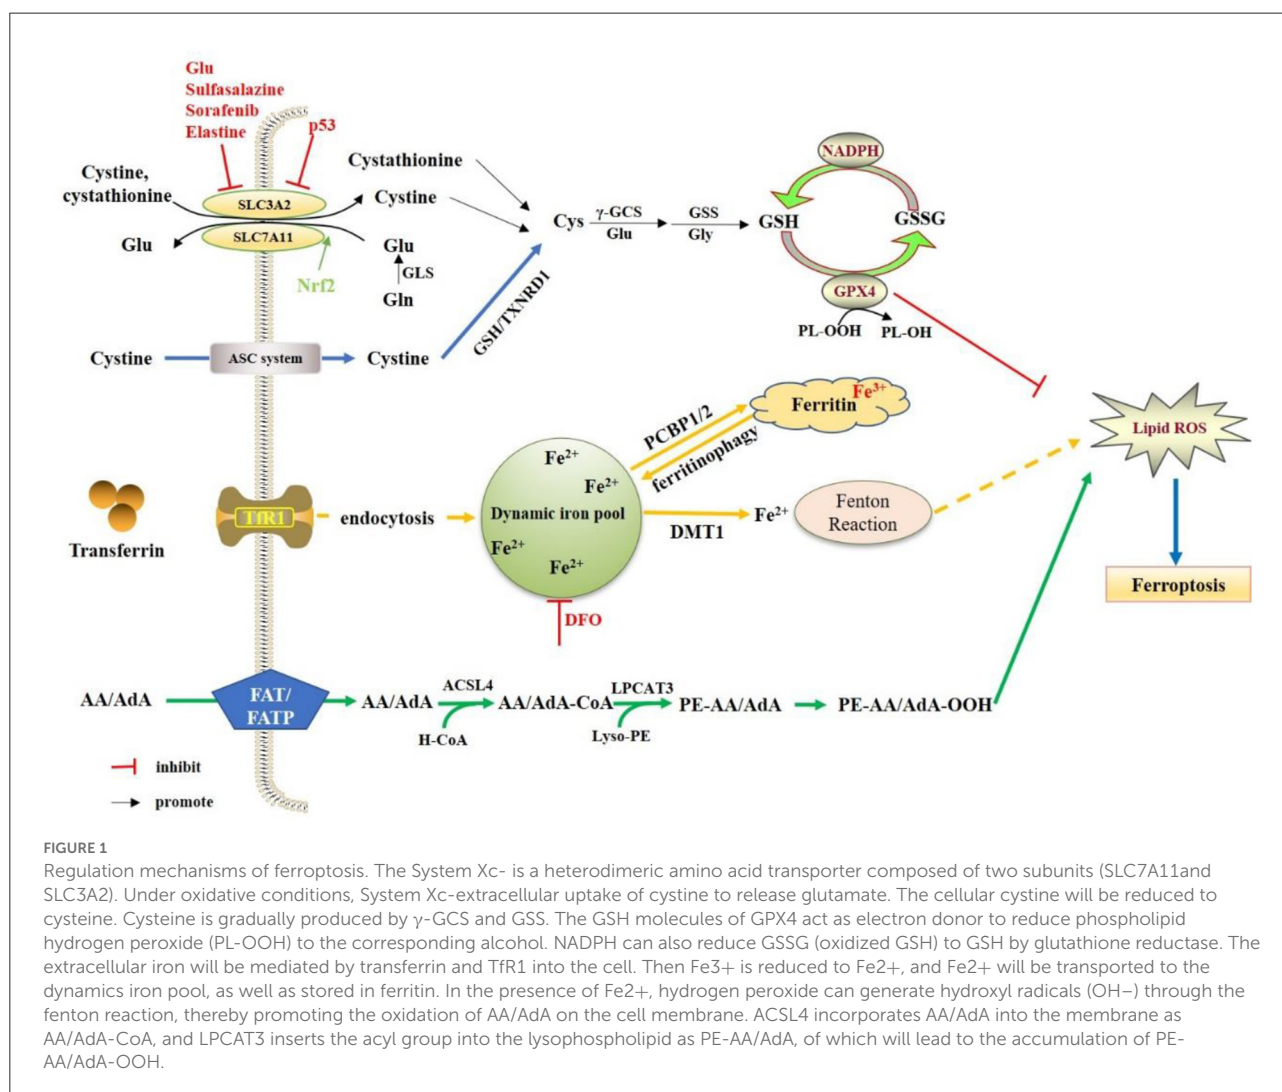 Glu
Sulfasalazine
Sorafenib
Elastine
p53
Cystine,
cystathionine
SLC3A2
Glu
SLC7A11
Nrf2
Cystathionine
Cystine
Glu
GLS
Gln
Cys
γ-GCS
Glu
GSS
Gly
GSH
NADPH
GSSG
GPX4
PL-OOH
PL-OH
Cystine
ASC system
Cystine
GSH/TXNRD1
Ferritin
Fe3+
PCBP1/2
ferritinophagy
Lipid ROS
Transferrin
TfR1
endocytosis
Fe2+
Fe2+
Dynamic iron pool
Fe2+
Fe2+
DMT1
Fe2+
Fenton
Reaction
Ferroptosis
DFO
AA/AdA
FAT/
FATP
AA/AdA
ACSL4
H-CoA
AA/AdA-CoA
LPCAT3
Lyso-PE
PE-AA/AdA
PE-AA/AdA-OOH
inhibit
promote
FIGURE 1
Regulation mechanisms of ferroptosis. The System Xc- is a heterodimeric amino acid transporter composed of two subunits (SLC7A11and
SLC3A2). Under oxidative conditions, System Xc-extracellular uptake of cystine to release glutamate. The cellular cystine will be reduced to
cysteine. Cysteine is gradually produced by γ-GCS and GSS. The GSH molecules of GPX4 act as electron donor to reduce phospholipid
hydrogen peroxide (PL-OOH) to the corresponding alcohol. NADPH can also reduce GSSG (oxidized GSH) to GSH by glutathione reductase. The
extracellular iron will be mediated by transferrin and TfR1 into the cell. Then Fe3+ is reduced to Fe2+, and Fe2+ will be transported to the
dynamics iron pool, as well as stored in ferritin. In the presence of Fe2+, hydrogen peroxide can generate hydroxyl radicals (OH−) through the
fenton reaction, thereby promoting the oxidation of AA/AdA on the cell membrane. ACSL4 incorporates AA/AdA into the membrane as
AA/AdA-CoA, and LPCAT3 inserts the acyl group into the lysophospholipid as PE-AA/AdA, of which will lead to the accumulation of PE-
AA/AdA-OOH.